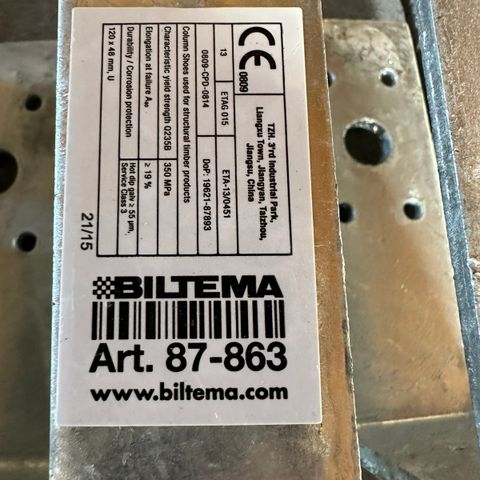 CE
0809
TZH. 3'rd Industrial Park,
Liangxu Town, Jiangyan, Taizhou,
Jiangsu, China
13 ETAG 015 ETA-13/0451
0809-CPD-0814 DoP: 19621-87893
Column Shoes used for structural timber products
Characteristic yield strength Q235B 350 MPa
Elongation at failure A₈₀ ≥ 19 %
Durability / Corrosion protection Hot dip galv ≥ 55 µm,
Service Class 3
120 x 48 mm, U
21/15
BILTEMA
Art. 87-863
www.biltema.com